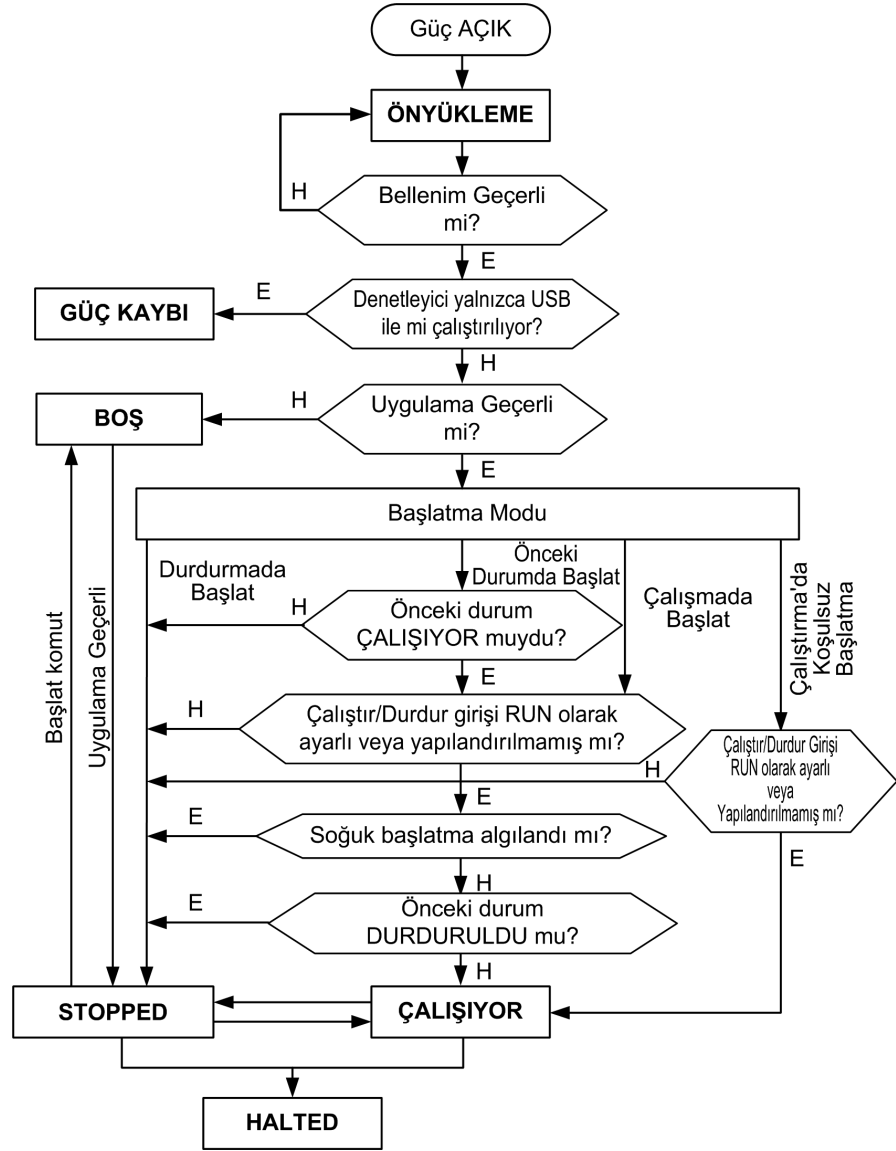 Güç AÇIK
ÖNYÜKLEME
H
Bellenim Geçerli
mi?
E
E
Denetleyici yalnızca USB
ile mi çalıştırılıyor?
GÜÇ KAYBI
H
H
Uygulama Geçerli
mi?
BOŞ
E
Başlatma Modu
Durdurmada
Başlat
Önceki
Durumda Başlat
Çalışmada
Başlat
Çalıştırma'da
Koşulsuz
Başlatma
H
Önceki durum
ÇALIŞIYOR muydu?
E
Başlat komut
Uygulama Geçerli
H
Çalıştır/Durdur girişi RUN olarak
ayarlı veya yapılandırılmamış mı?
H
Çalıştır/Durdur Girişi
RUN olarak ayarlı
veya
Yapılandırılmamış mı?
E
E
Soğuk başlatma algılandı mı?
E
H
E
Önceki durum
DURDURULDU mu?
H
STOPPED
ÇALIŞIYOR
HALTED